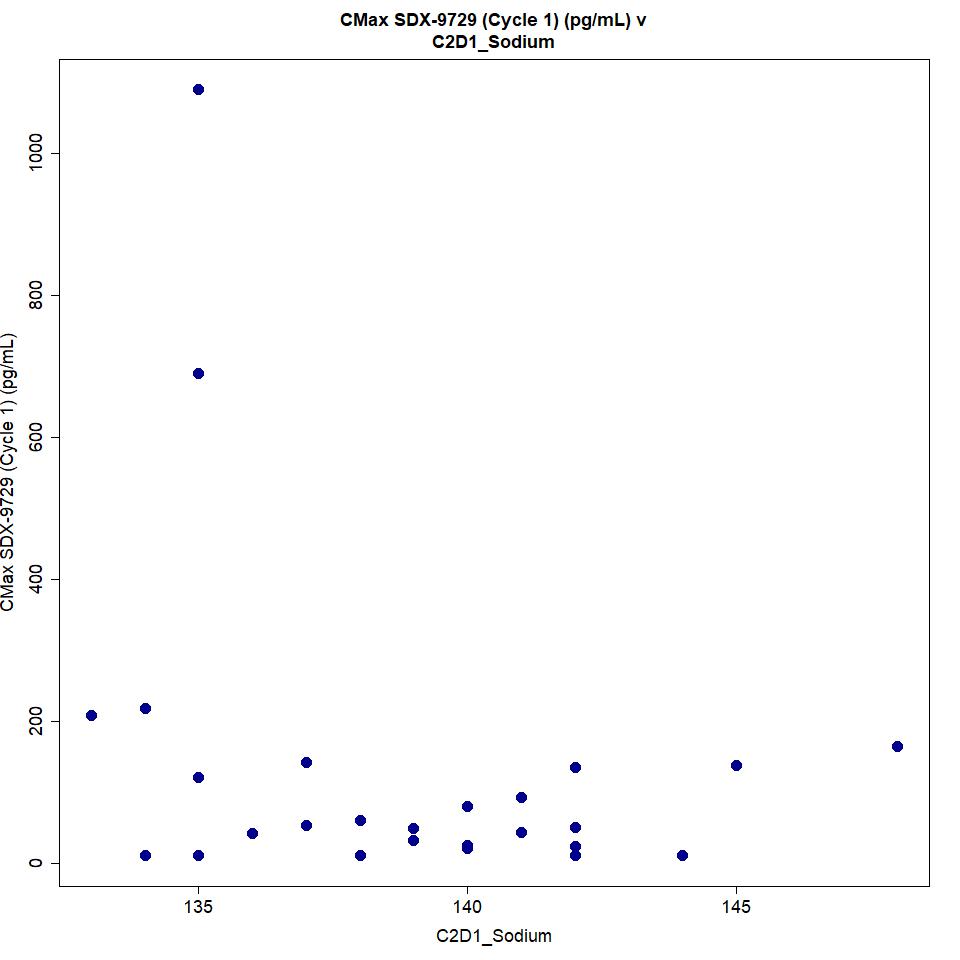 CMax SDX-9729 (Cycle 1) (pg/mL) v
C2D1_Sodium
CMax SDX-9729 (Cycle 1) (pg/mL)
1000
800
600
400
200
0
135 140 145
C2D1_Sodium